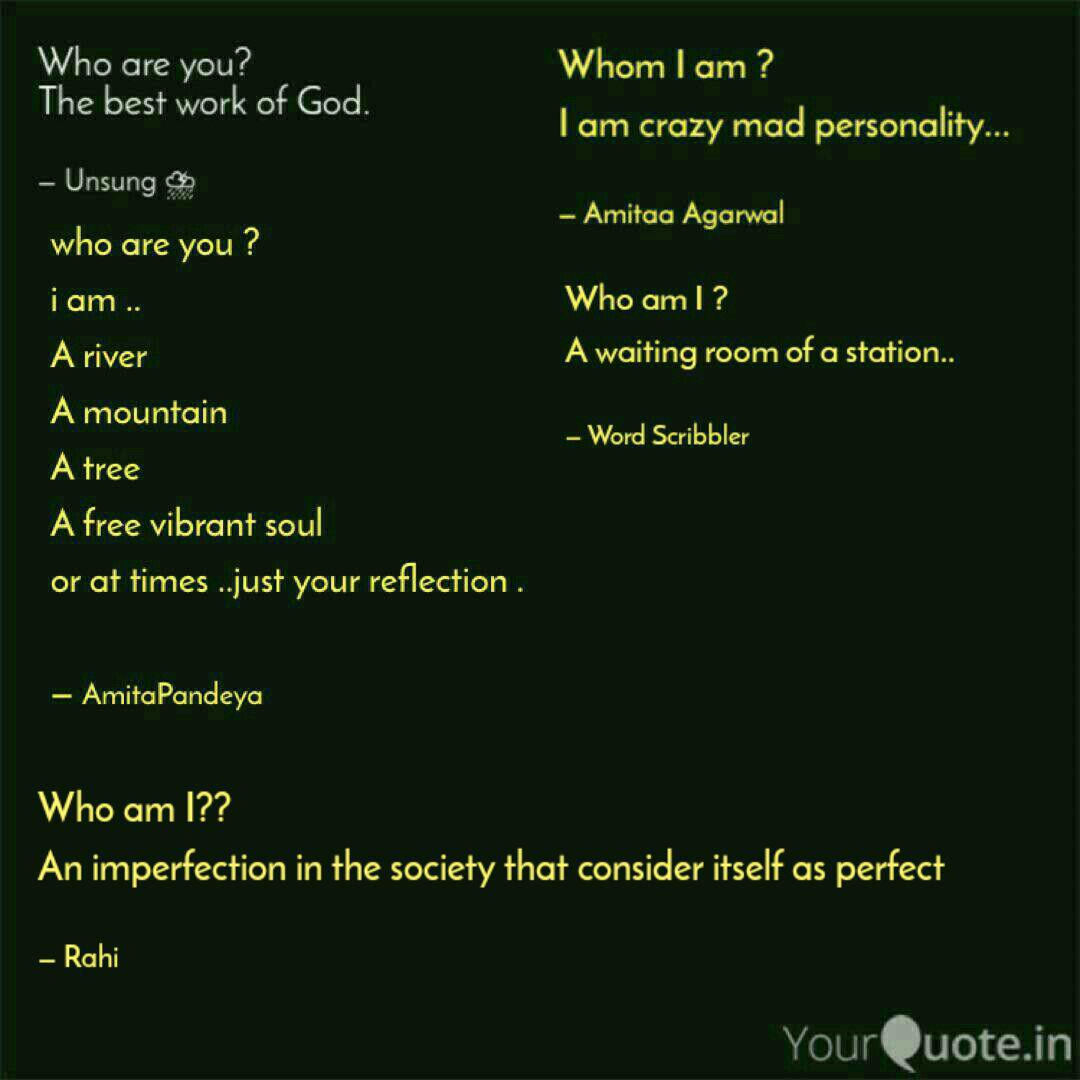 Who are you?
The best work of God.
– Unsung ⛈
who are you ?
i am ..
A river
A mountain
A tree
A free vibrant soul
or at times ..just your reflection .
– AmitaPandeya
Whom I am ?
I am crazy mad personality...
– Amitaa Agarwal
Who am I ?
A waiting room of a station..
– Word Scribbler
Who am I??
An imperfection in the society that consider itself as perfect
– Rahi
YourQuote.in